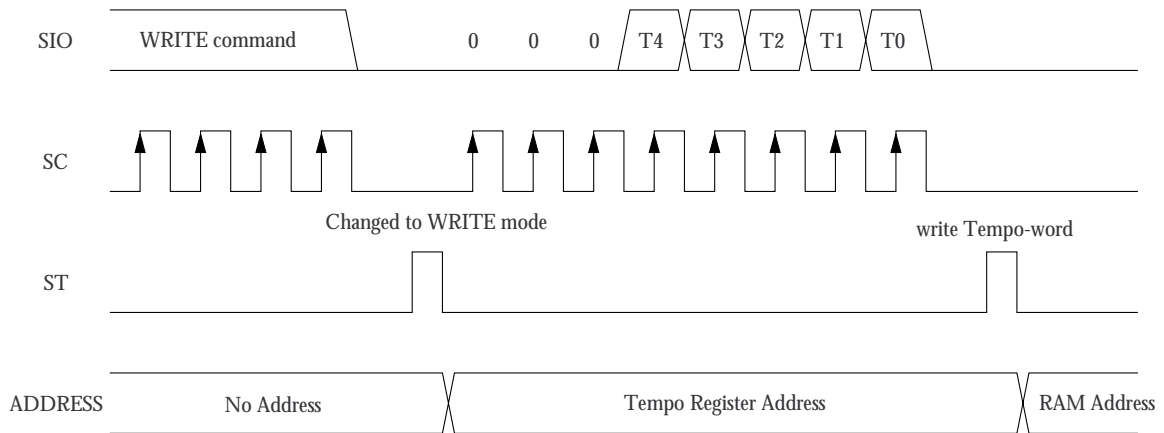 SIO WRITE command 0 0 0 T4 T3 T2 T1 T0
SC
Changed to WRITE mode write Tempo-word
ST
ADDRESS No Address Tempo Register Address RAM Address